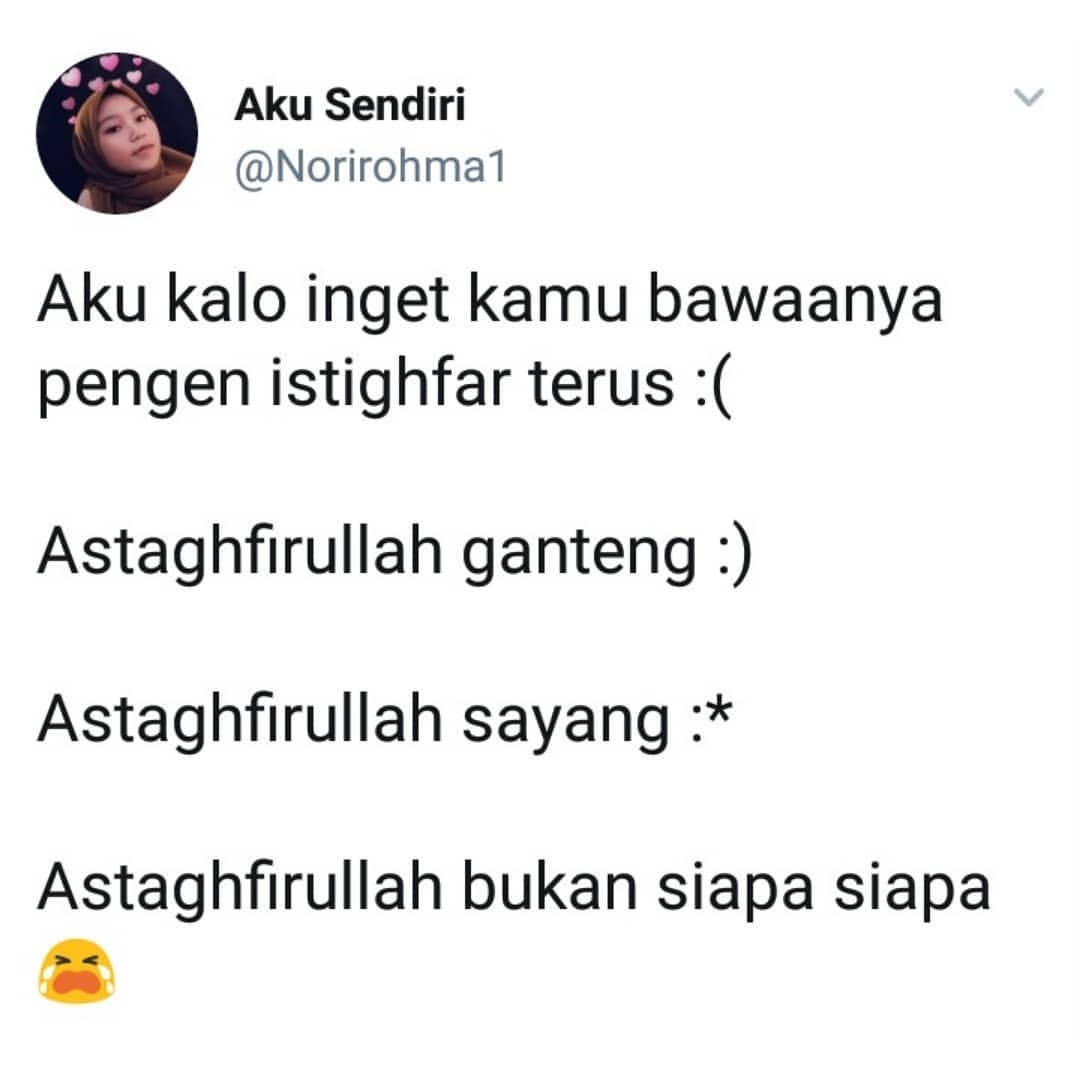 Aku Sendiri
@Norirohma1
Aku kalo inget kamu bawaanya
pengen istighfar terus :(
Astaghfirullah ganteng :)
Astaghfirullah sayang :*
Astaghfirullah bukan siapa siapa
😭